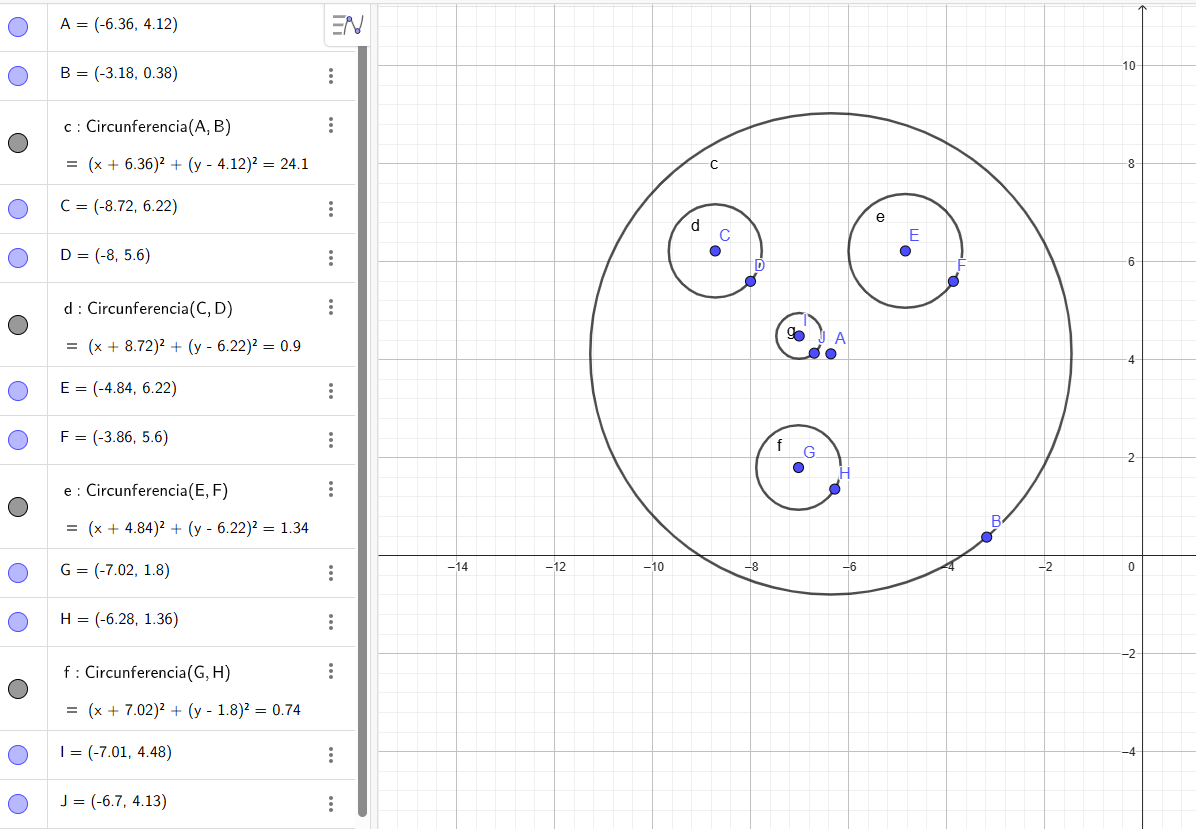 A = (-6.36, 4.12)
B = (-3.18, 0.38)
c : Circunferencia(A, B)
= (x + 6.36)² + (y - 4.12)² = 24.1
C = (-8.72, 6.22)
D = (-8, 5.6)
d : Circunferencia(C, D)
= (x + 8.72)² + (y - 6.22)² = 0.9
E = (-4.84, 6.22)
F = (-3.86, 5.6)
e : Circunferencia(E, F)
= (x + 4.84)² + (y - 6.22)² = 1.34
G = (-7.02, 1.8)
H = (-6.28, 1.36)
f : Circunferencia(G, H)
= (x + 7.02)² + (y - 1.8)² = 0.74
I = (-7.01, 4.48)
J = (-6.7, 4.13)
10
c
8
d
C
e
E
D
F
6
g
I
J
A
4
f
G
H
2
B
–14
–12
–10
–8
–6
–4
–2
0
–2
–4